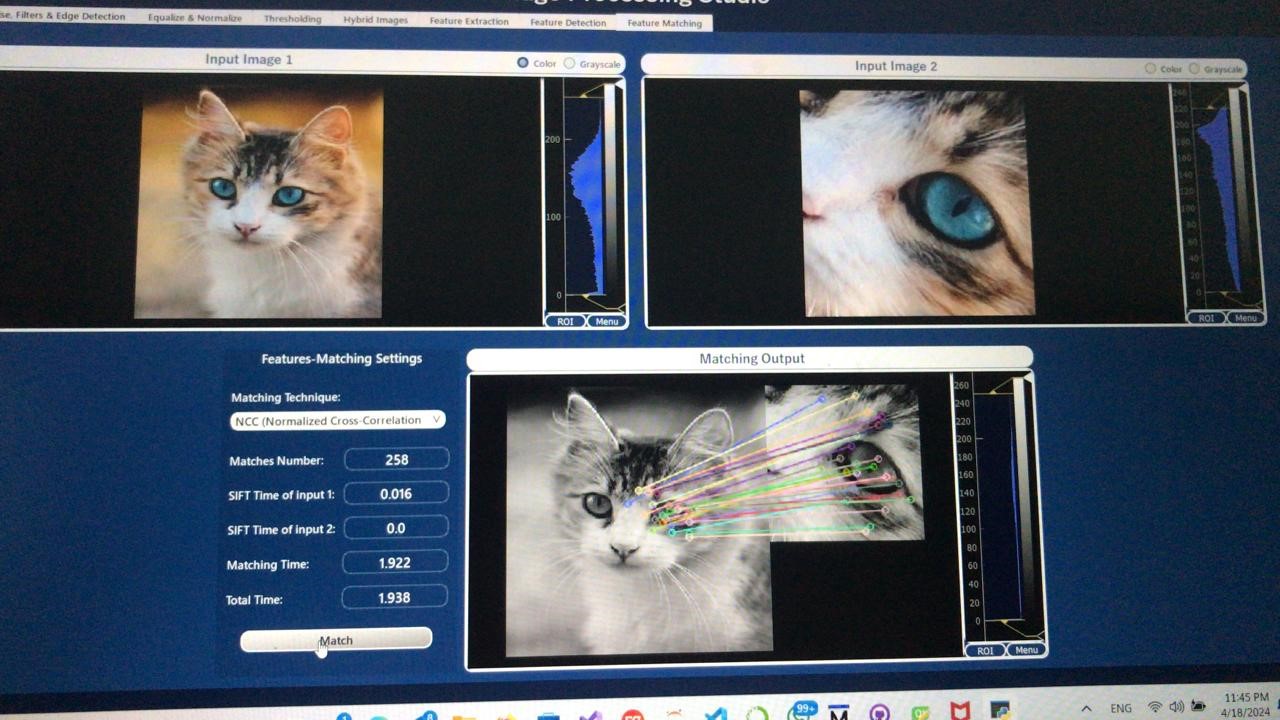 Processing Studio
Filters & Edge Detection
Equalize & Normalize
Thresholding
Hybrid Images
Feature Extraction
Feature Detection
Feature Matching
Input Image 1
Color
Grayscale
200
100
0
ROI
Menu
Input Image 2
Color
Grayscale
240
220
200
180
160
140
120
100
80
60
40
20
0
ROI
Menu
Features-Matching Settings
Matching Technique:
NCC (Normalized Cross-Correlation
Matches Number: 258
SIFT Time of input 1: 0.016
SIFT Time of input 2: 0.0
Matching Time: 1.922
Total Time: 1.938
Match
Matching Output
260
240
220
200
180
160
140
120
100
80
60
40
20
0
ROI
Menu
99+
ENG
11:45 PM
4/18/2024